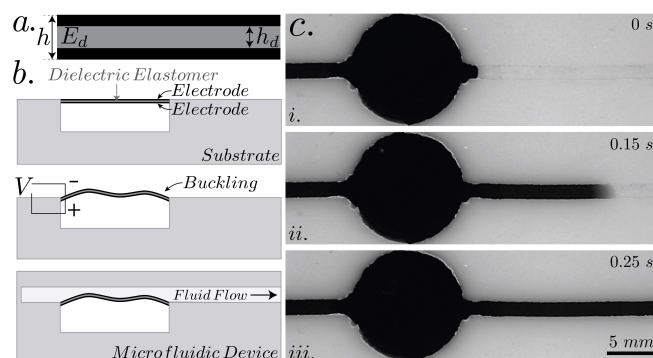 a.
h
E_d
h_d
b.
Dielectric Elastomer
Electrode
Electrode
Substrate
V
-
+
Buckling
Fluid Flow
Microfluidic Device
c.
0 s
i.
0.15 s
ii.
0.25 s
iii.
5 mm